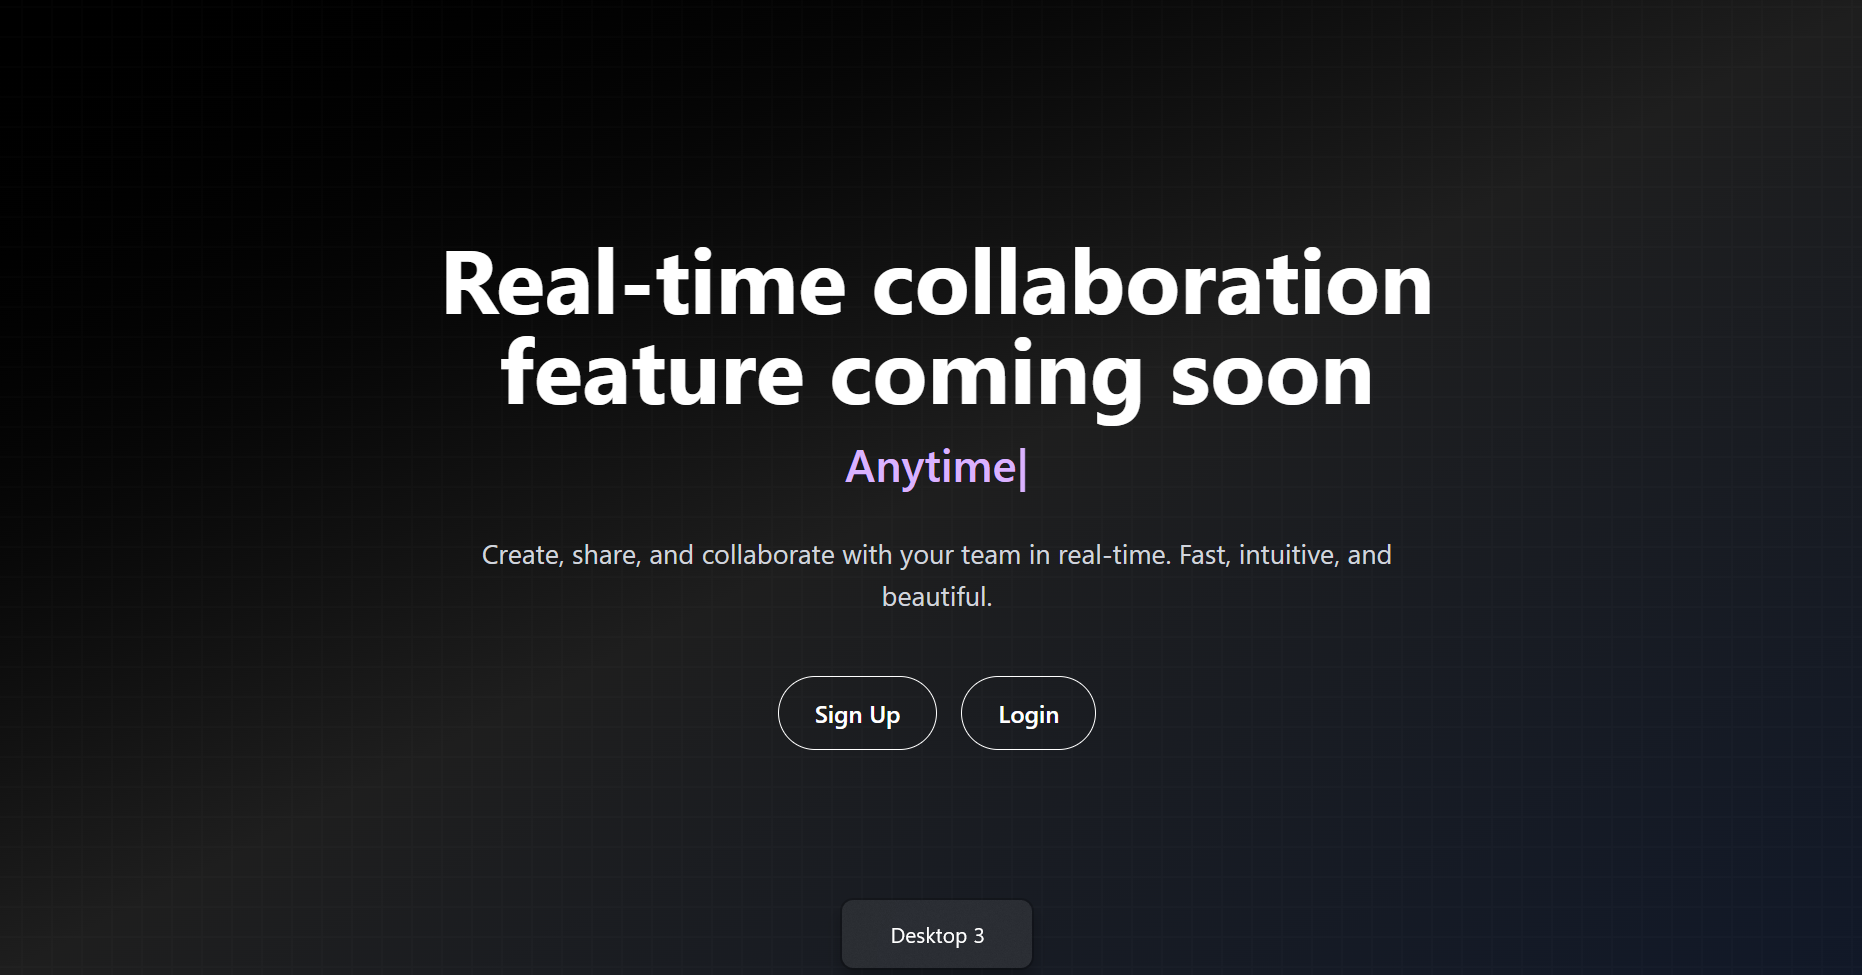 Real-time collaboration
feature coming soon
Anytime|
Create, share, and collaborate with your team in real-time. Fast, intuitive, and
beautiful.
Sign Up
Login
Desktop 3